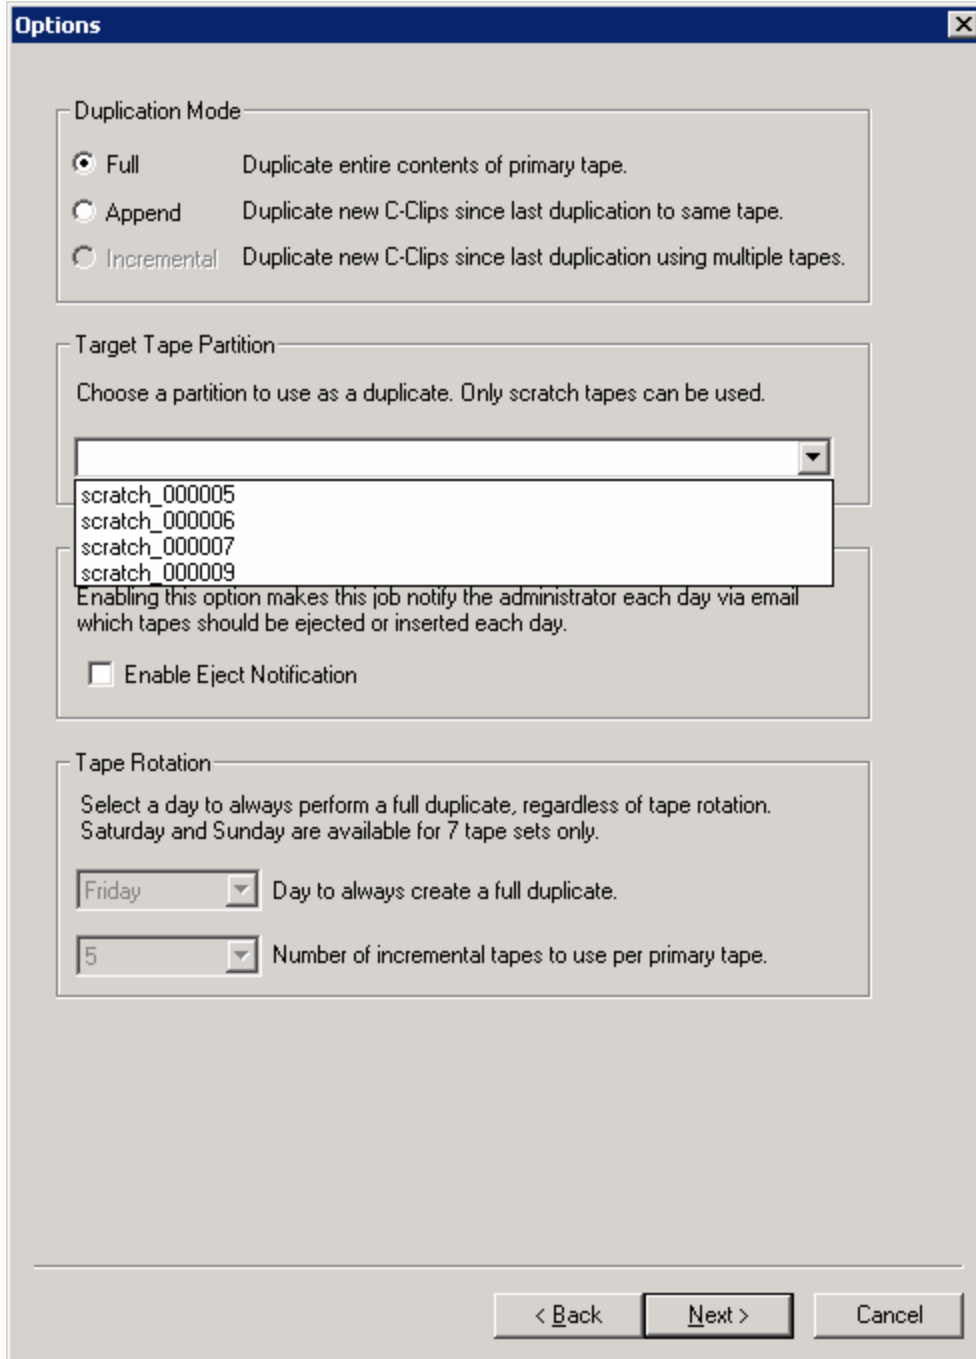 Options
Duplication Mode
Full Duplicate entire contents of primary tape.
Append Duplicate new C-Clips since last duplication to same tape.
Incremental Duplicate new C-Clips since last duplication using multiple tapes.
Target Tape Partition
Choose a partition to use as a duplicate. Only scratch tapes can be used.
scratch_000005
scratch_000006
scratch_000007
scratch_000009
Enabling this option makes this job notify the administrator each day via email
which tapes should be ejected or inserted each day.
Enable Eject Notification
Tape Rotation
Select a day to always perform a full duplicate, regardless of tape rotation.
Saturday and Sunday are available for 7 tape sets only.
Friday Day to always create a full duplicate.
5 Number of incremental tapes to use per primary tape.
< Back Next > Cancel